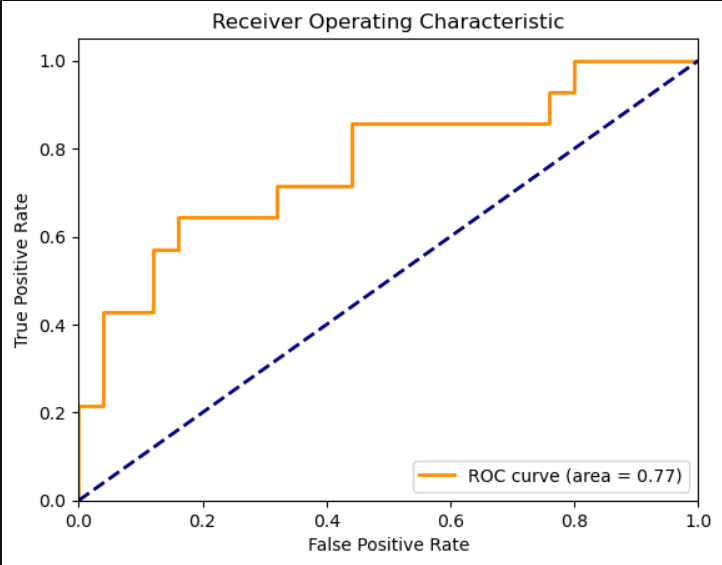 Receiver Operating Characteristic
True Positive Rate
1.0
0.8
0.6
0.4
0.2
0.0
ROC curve (area = 0.77)
0.0 0.2 0.4 0.6 0.8 1.0
False Positive Rate